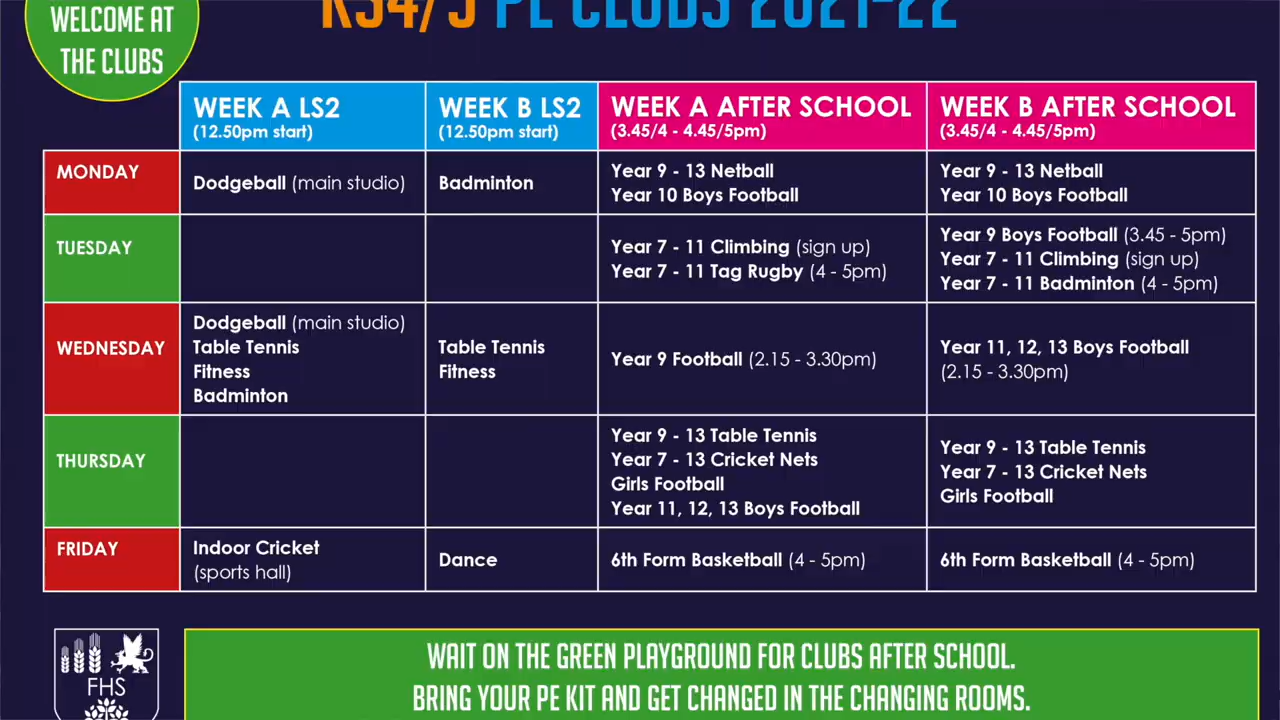 WELCOME AT
THE CLUBS
KS4/5 PE CLUBS 2021-22
WEEK A LS2
(12.50pm start)
WEEK B LS2
(12.50pm start)
WEEK A AFTER SCHOOL
(3.45/4 - 4.45/5pm)
WEEK B AFTER SCHOOL
(3.45/4 - 4.45/5pm)
MONDAY
Dodgeball (main studio)
Badminton
Year 9 - 13 Netball
Year 10 Boys Football
Year 9 - 13 Netball
Year 10 Boys Football
TUESDAY
Year 7 - 11 Climbing (sign up)
Year 7 - 11 Tag Rugby (4 - 5pm)
Year 9 Boys Football (3.45 - 5pm)
Year 7 - 11 Climbing (sign up)
Year 7 - 11 Badminton (4 - 5pm)
WEDNESDAY
Dodgeball (main studio)
Table Tennis
Fitness
Badminton
Table Tennis
Fitness
Year 9 Football (2.15 - 3.30pm)
Year 11, 12, 13 Boys Football
(2.15 - 3.30pm)
THURSDAY
Year 9 - 13 Table Tennis
Year 7 - 13 Cricket Nets
Girls Football
Year 11, 12, 13 Boys Football
Year 9 - 13 Table Tennis
Year 7 - 13 Cricket Nets
Girls Football
FRIDAY
Indoor Cricket
(sports hall)
Dance
6th Form Basketball (4 - 5pm)
6th Form Basketball (4 - 5pm)
FHS
WAIT ON THE GREEN PLAYGROUND FOR CLUBS AFTER SCHOOL.
BRING YOUR PE KIT AND GET CHANGED IN THE CHANGING ROOMS.